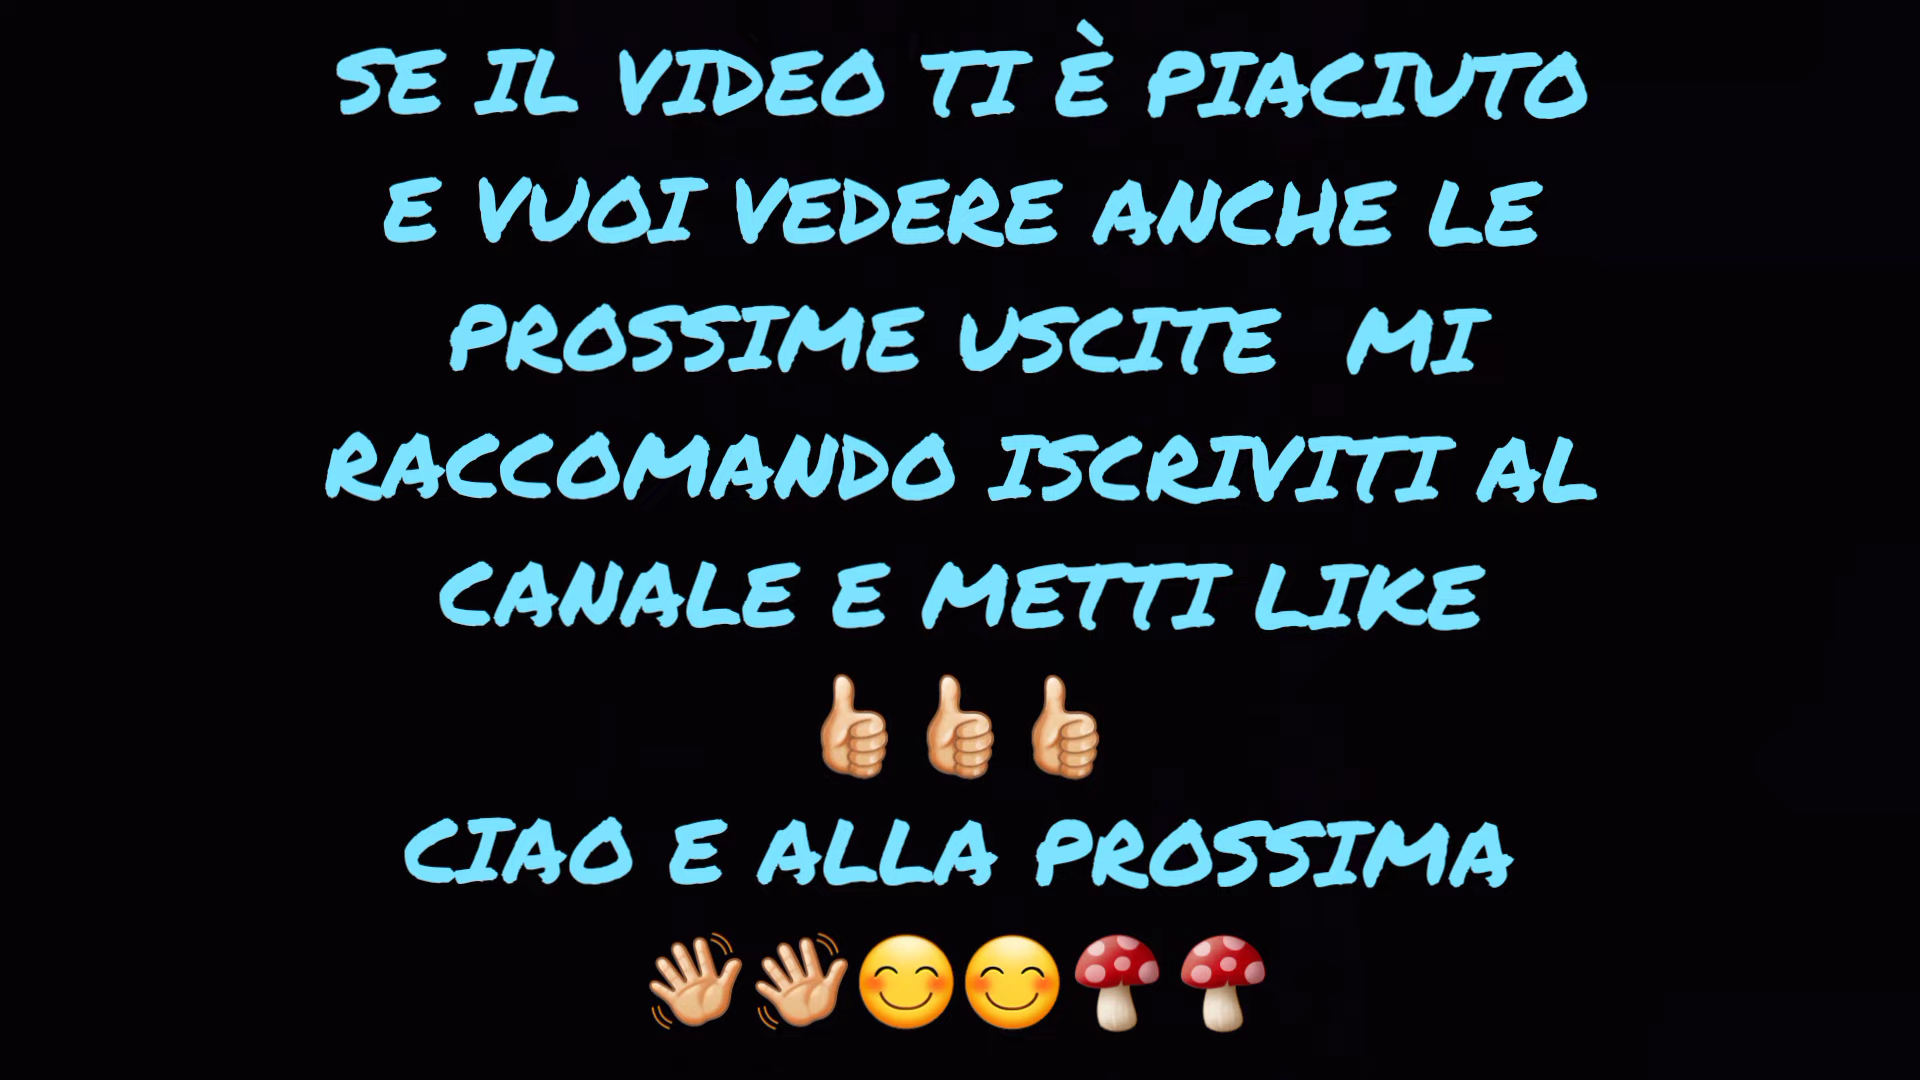 SE IL VIDEO TI È PIACIUTO
E VUOI VEDERE ANCHE LE
PROSSIME USCITE  MI
RACCOMANDO ISCRIVITI AL
CANALE E METTI LIKE
👍🏼👍🏼👍🏼
CIAO E ALLA PROSSIMA
👋🏼👋🏼😊😊🍄🍄